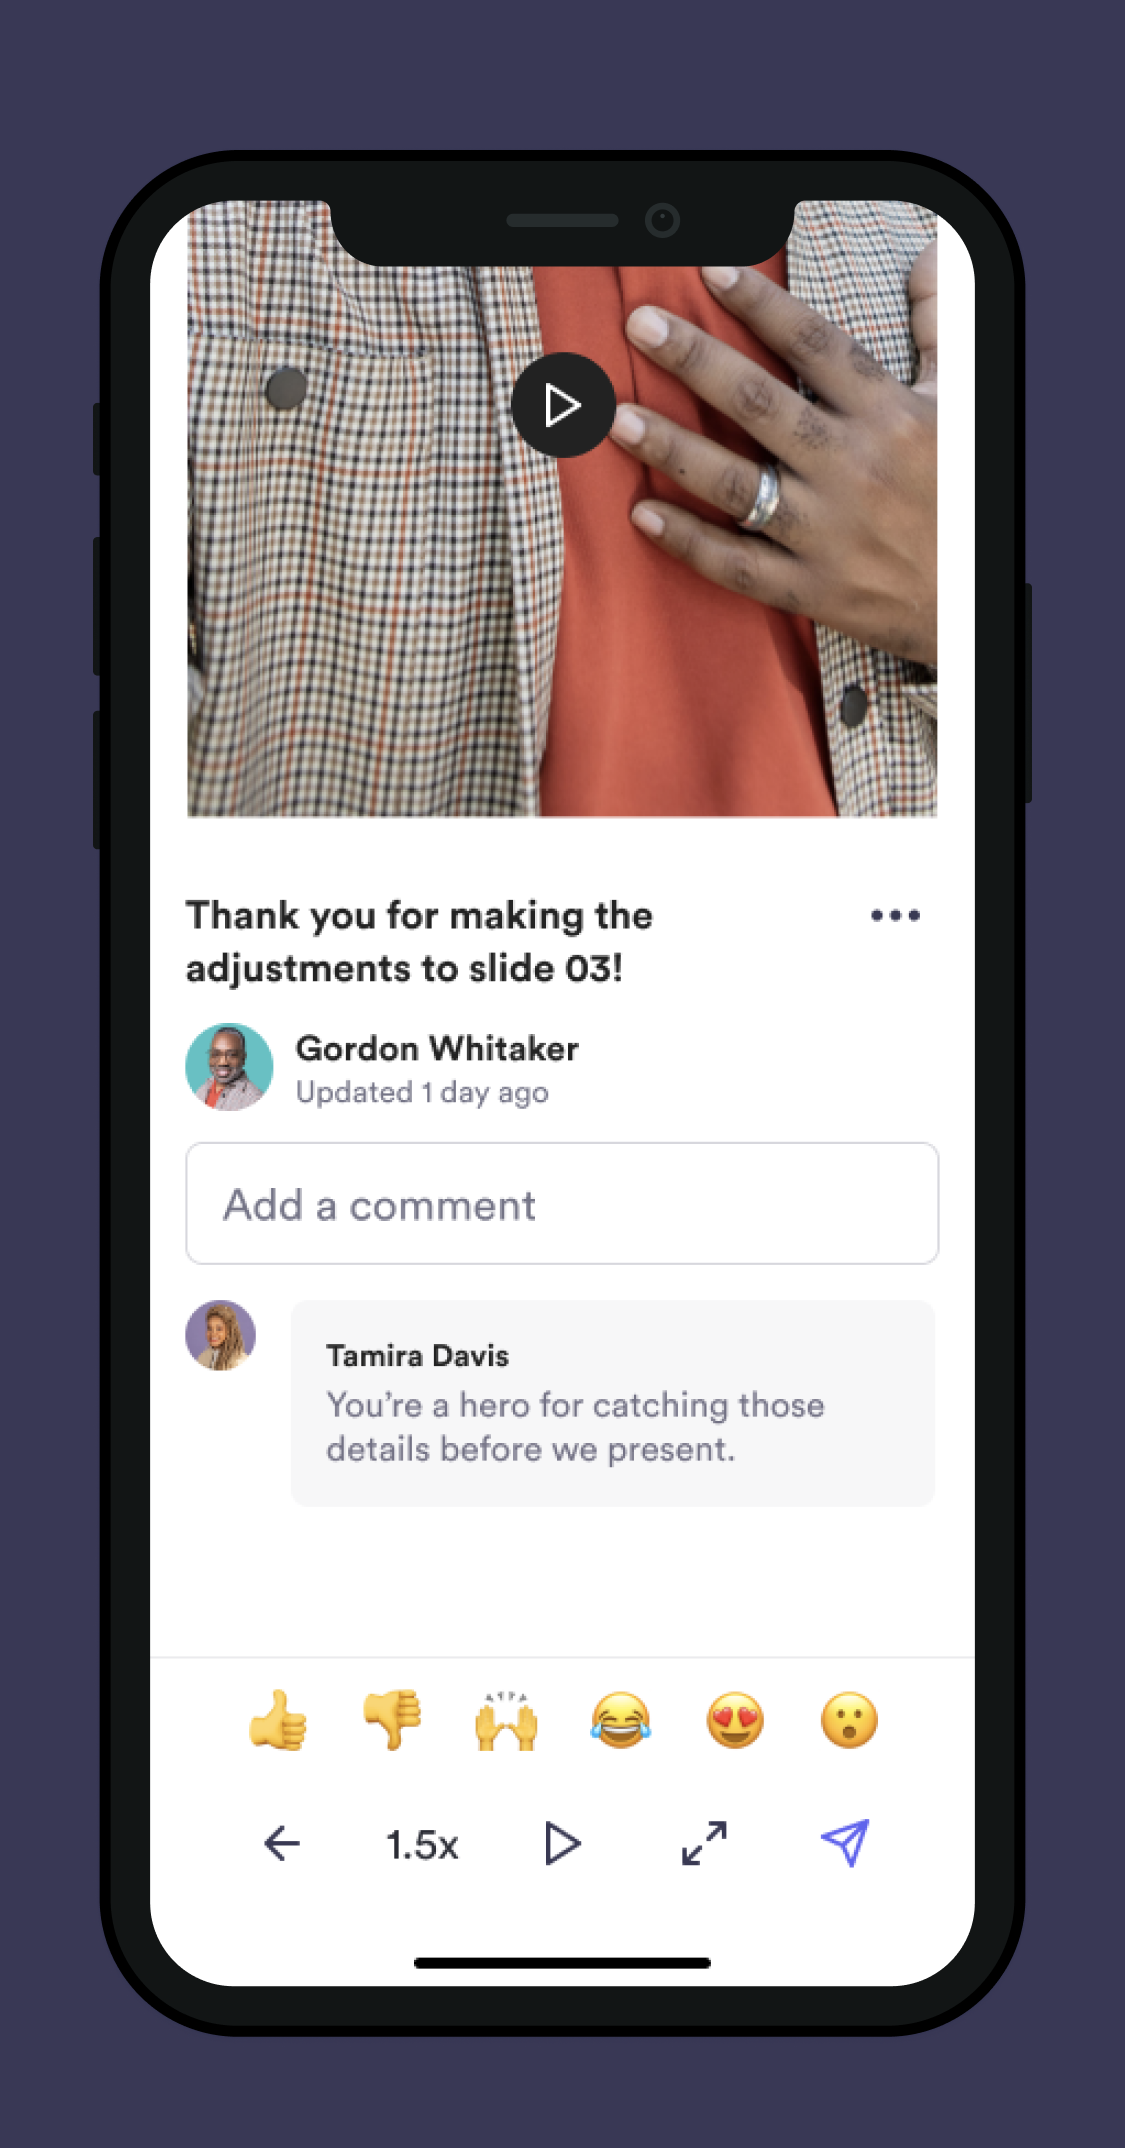 Thank you for making the
adjustments to slide 03!
Gordon Whitaker
Updated 1 day ago
Add a comment
Tamira Davis
You’re a hero for catching those
details before we present.
1.5x